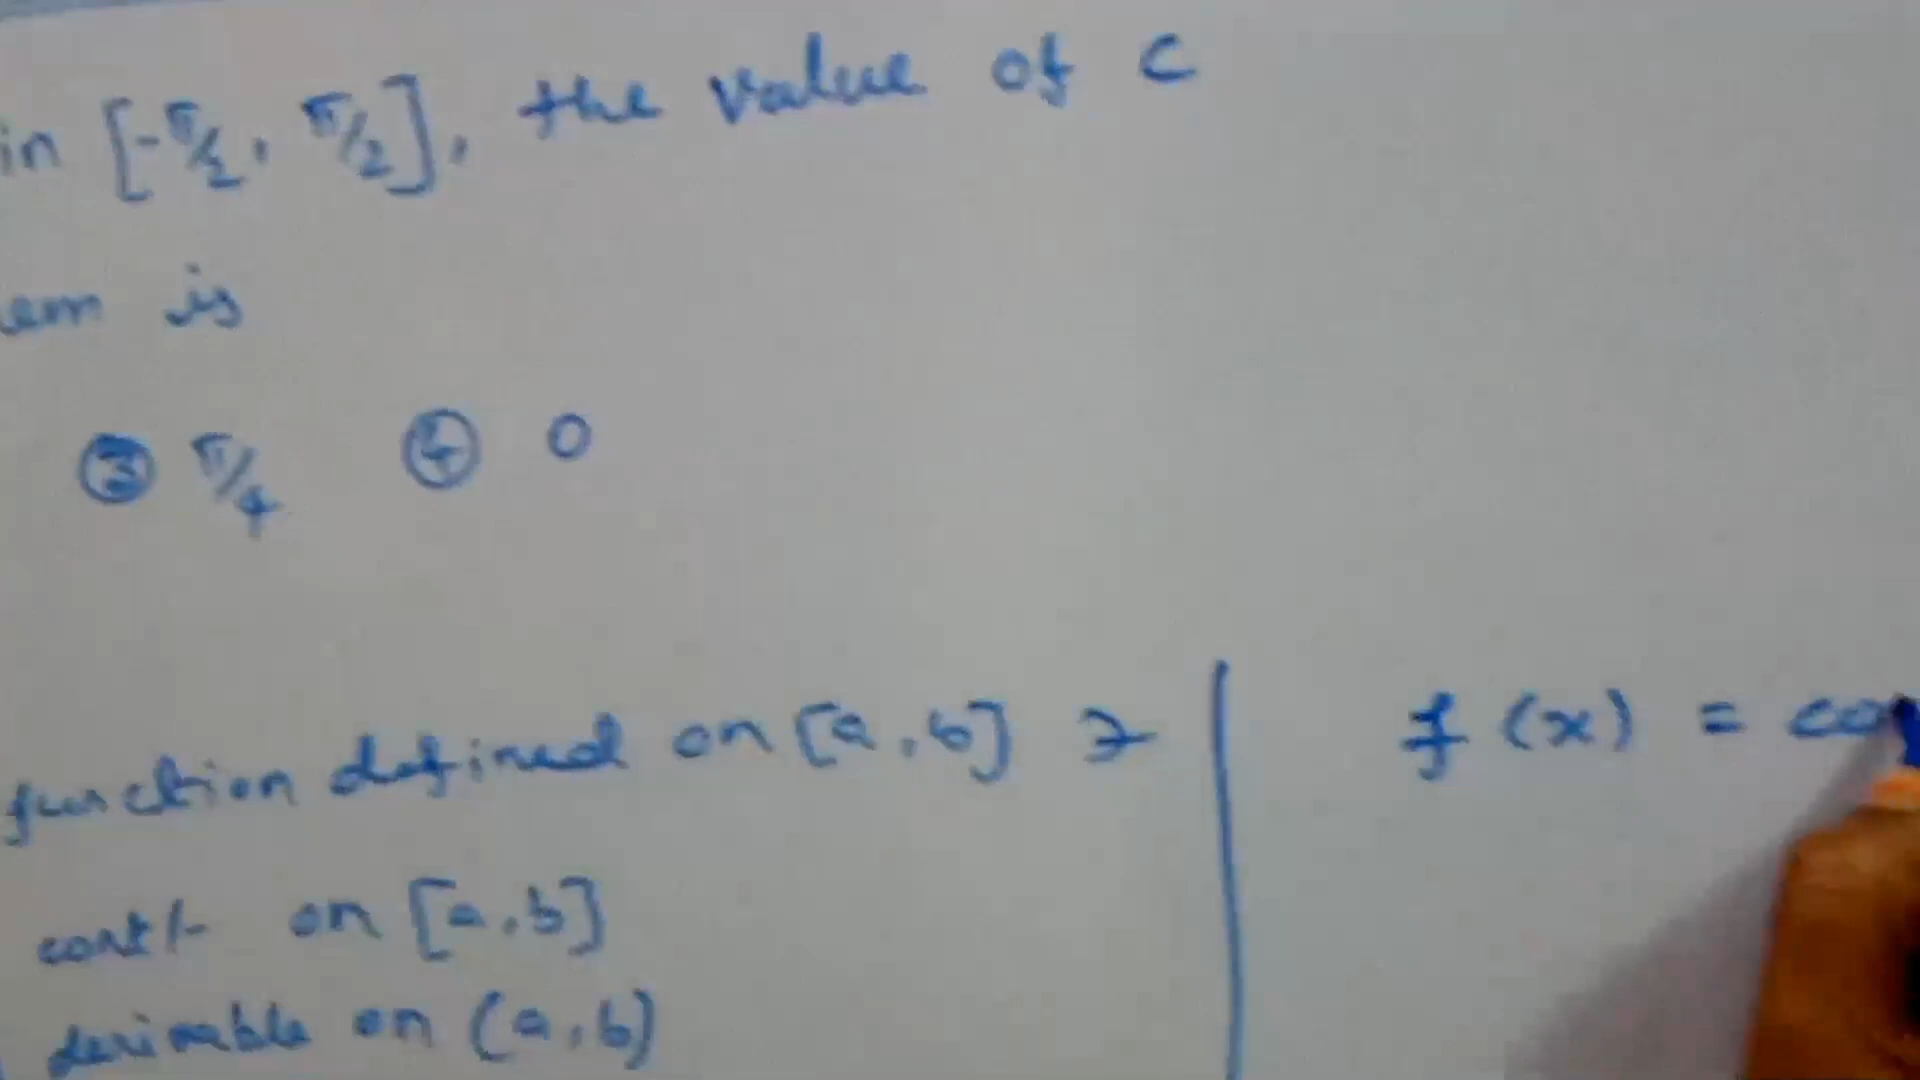 in [-π/2, π/2], the value of c
em is
③ π/4 ④ 0
function defined on [a,b] ∋
cont/- on [a,b]
derivable on (a,b)
f(x) = co